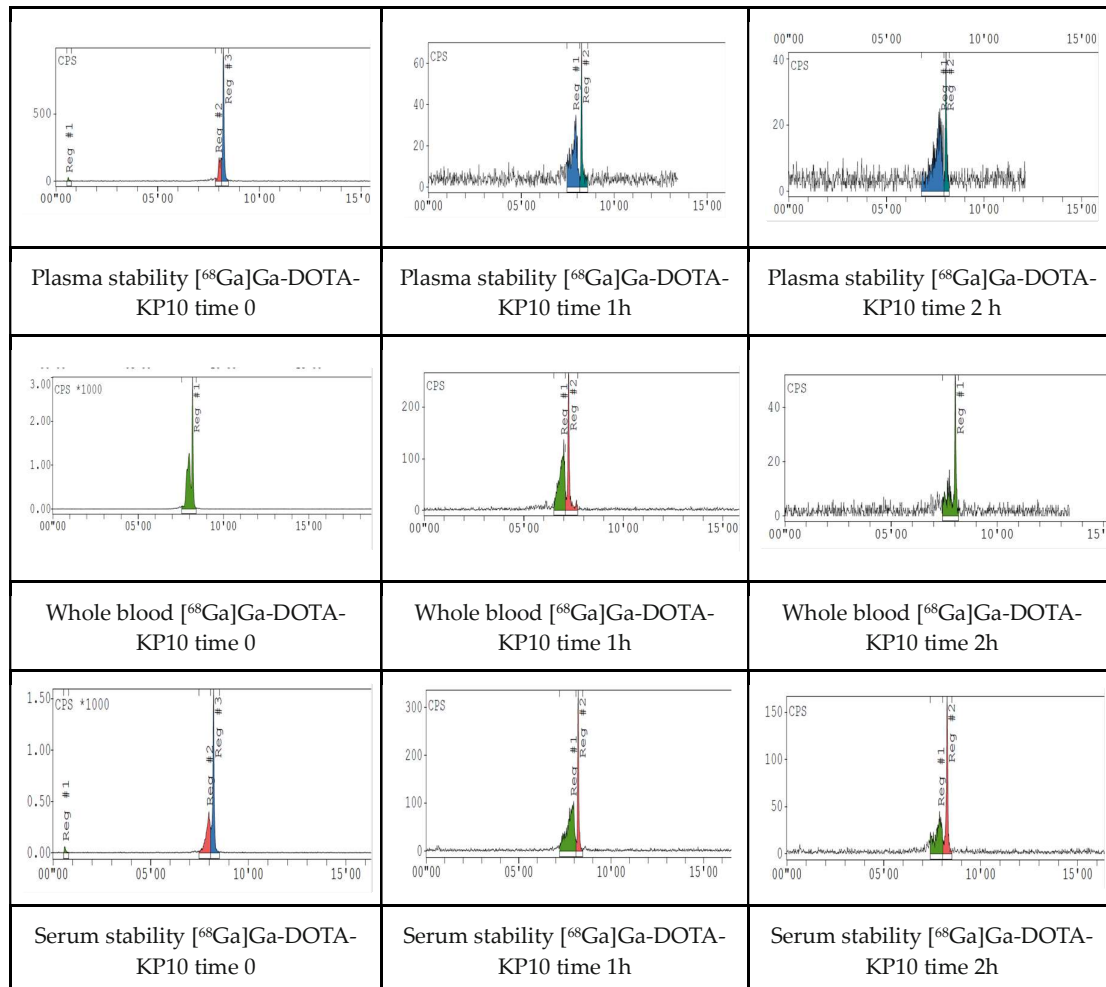 CPS
500
0
Reg #1
Reg #2
Reg #3
00"00 05'00 10'00 15'00
60
40
20
0
CPS
Reg #1
Reg #2
00"00 05'00 10'00 15'00
00"00 05'00 10'00 15'00
40
20
0
CPS
Reg #1
Reg #2
00"00 05'00 10'00 15'00
Plasma stability [⁶⁸Ga]Ga-DOTA-
KP10 time 0
Plasma stability [⁶⁸Ga]Ga-DOTA-
KP10 time 1h
Plasma stability [⁶⁸Ga]Ga-DOTA-
KP10 time 2 h
3.00
CPS *1000
2.00
1.00
0.00
Reg #1
00"00 05'00 10'00 15'00
CPS
200
100
0
Reg #1
Reg #2
00"00 05'00 10'00 15'00
CPS
40
20
0
Reg #1
00"00 05'00 10'00 15'0
Whole blood [⁶⁸Ga]Ga-DOTA-
KP10 time 0
Whole blood [⁶⁸Ga]Ga-DOTA-
KP10 time 1h
Whole blood [⁶⁸Ga]Ga-DOTA-
KP10 time 2h
1.50
CPS *1000
1.00
0.50
0.00
Reg #1
Reg #2
Reg #3
00"00 05'00 10'00 15'00
300
CPS
200
100
0
Reg #1
Reg #2
00"00 05'00 10'00 15'00
150
CPS
100
50
0
Reg #1
Reg #2
00"00 05'00 10'00 15'00
Serum stability [⁶⁸Ga]Ga-DOTA-
KP10 time 0
Serum stability [⁶⁸Ga]Ga-DOTA-
KP10 time 1h
Serum stability [⁶⁸Ga]Ga-DOTA-
KP10 time 2h